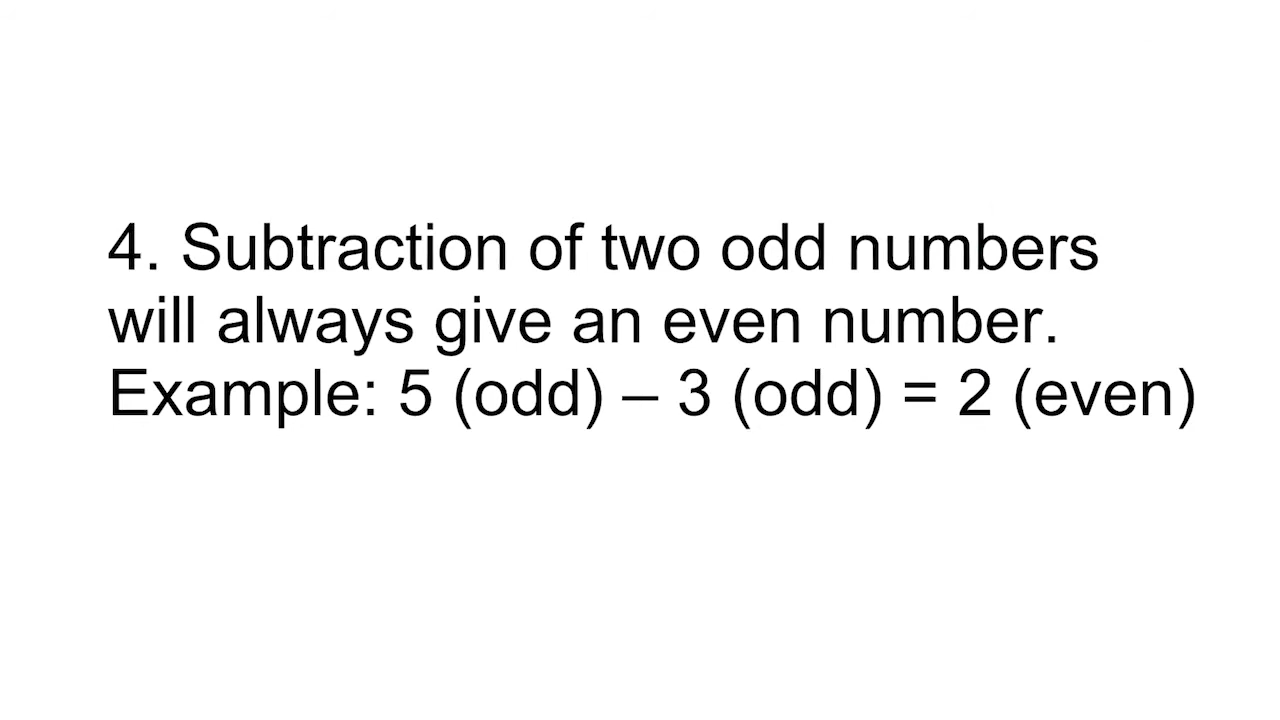 4. Subtraction of two odd numbers
will always give an even number.
Example: 5 (odd) – 3 (odd) = 2 (even)